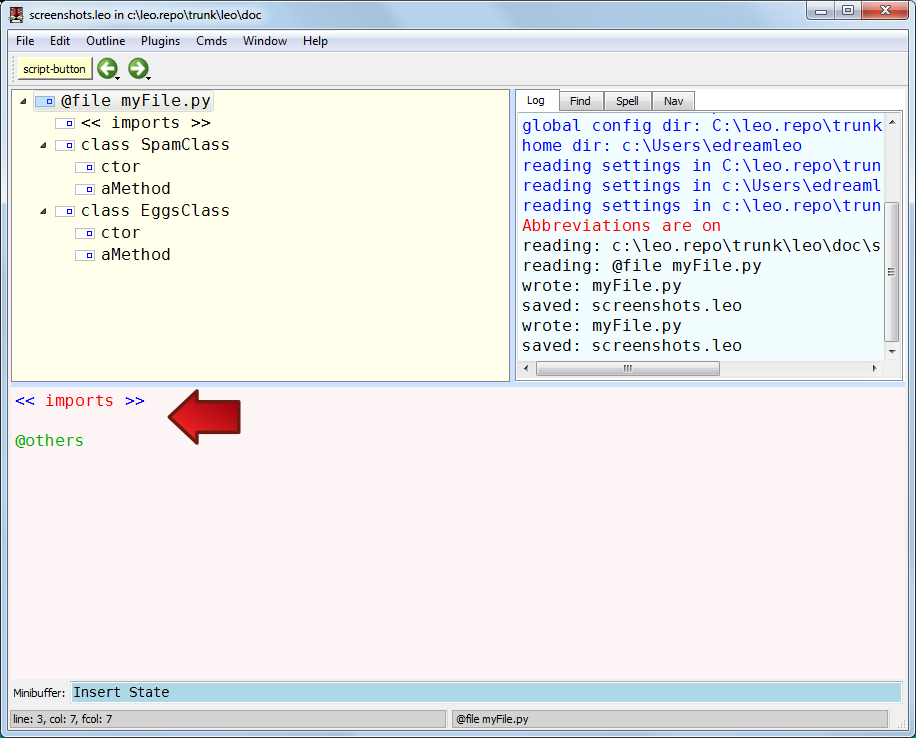 screenshots.leo in c:\leo.repo\trunk\leo\doc
File Edit Outline Plugins Cmds Window Help
script-button
@file myFile.py
<< imports >>
class SpamClass
ctor
aMethod
class EggsClass
ctor
aMethod
Log Find Spell Nav
global config dir: C:\leo.repo\trunk
home dir: c:\Users\edreamleo
reading settings in C:\leo.repo\trun
reading settings in c:\Users\edreaml
reading settings in c:\leo.repo\trun
Abbreviations are on
reading: c:\leo.repo\trunk\leo\doc\s
reading: @file myFile.py
wrote: myFile.py
saved: screenshots.leo
wrote: myFile.py
saved: screenshots.leo
<< imports >>
@others
Minibuffer: Insert State
line: 3, col: 7, fcol: 7
@file myFile.py